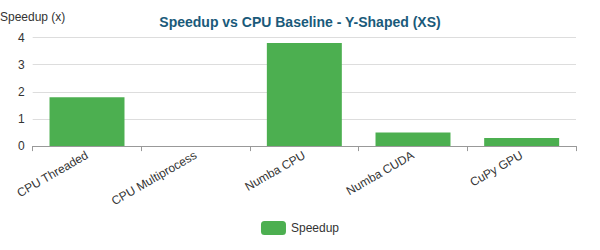 Speedup (x)
Speedup vs CPU Baseline - Y-Shaped (XS)
4
3
2
1
0
CPU Threaded
CPU Multiprocess
Numba CPU
Numba CUDA
CuPy GPU
Speedup